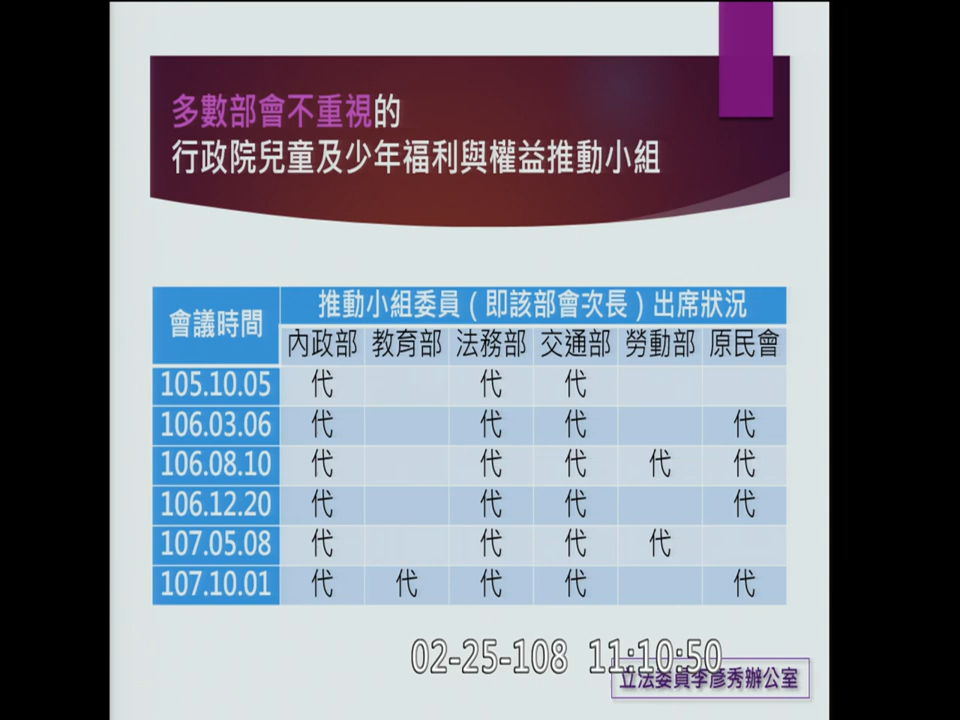 多數部會不重視的
行政院兒童及少年福利與權益推動小組
會議時間 推動小組委員(即該部會次長)出席狀況
內政部 教育部 法務部 交通部 勞動部 原民會
105.10.05 代 代 代
106.03.06 代 代 代 代
106.08.10 代 代 代 代 代
106.12.20 代 代 代 代
107.05.08 代 代 代 代
107.10.01 代 代 代 代 代
02-25-108 11:10:50
立法委員李彥秀辦公室